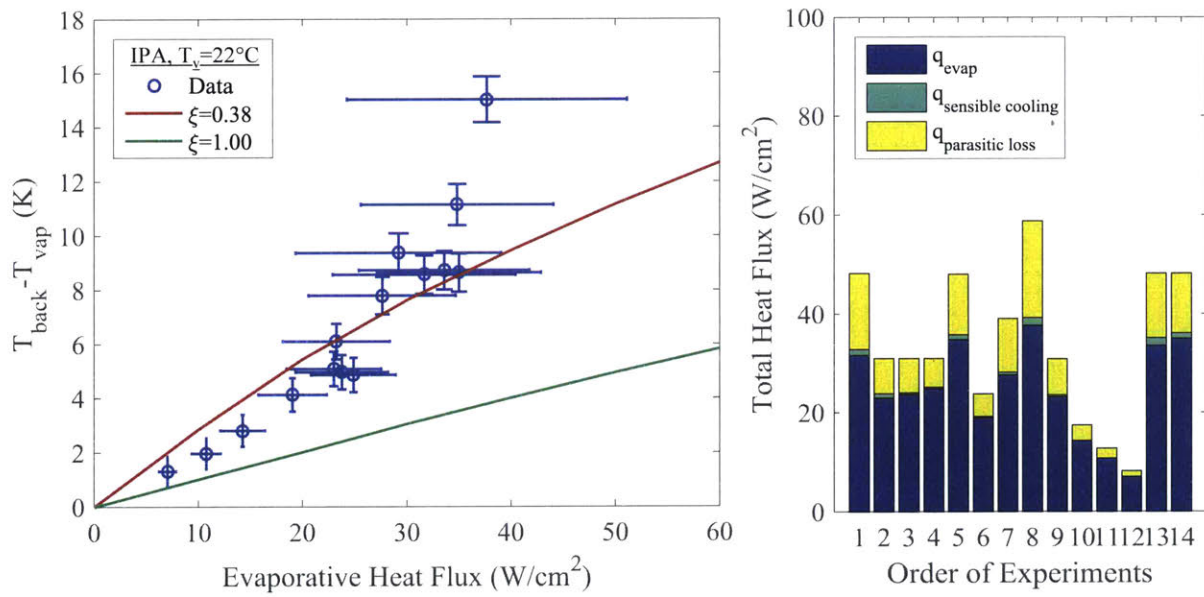 18
16
14
12
10
8
6
4
2
0
T_back-T_vap (K)
IPA, T_v=22°C
Data
ξ=0.38
ξ=1.00
0 10 20 30 40 50 60
Evaporative Heat Flux (W/cm²)
100
80
60
40
20
0
Total Heat Flux (W/cm²)
q_evap
q_sensible cooling
q_parasitic loss
1 2 3 4 5 6 7 8 9 10 11 12 13 14
Order of Experiments